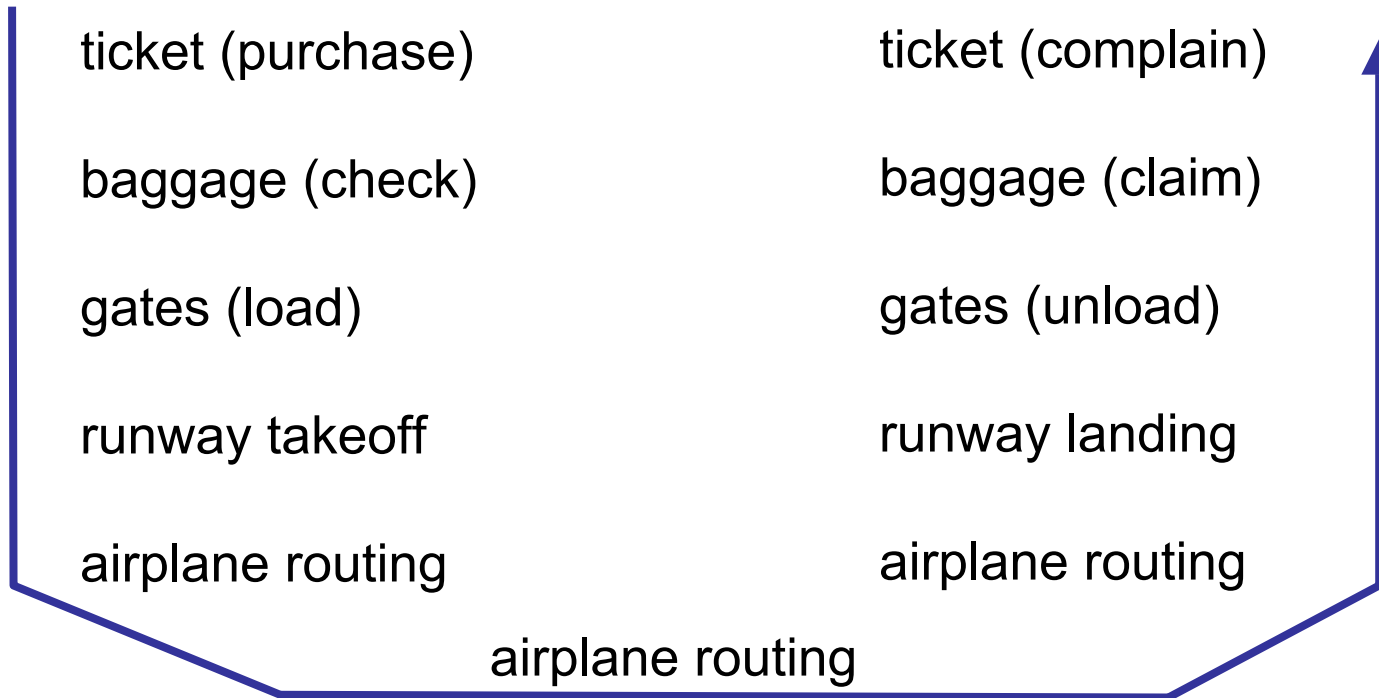 ticket (purchase)
baggage (check)
gates (load)
runway takeoff
airplane routing
ticket (complain)
baggage (claim)
gates (unload)
runway landing
airplane routing
airplane routing